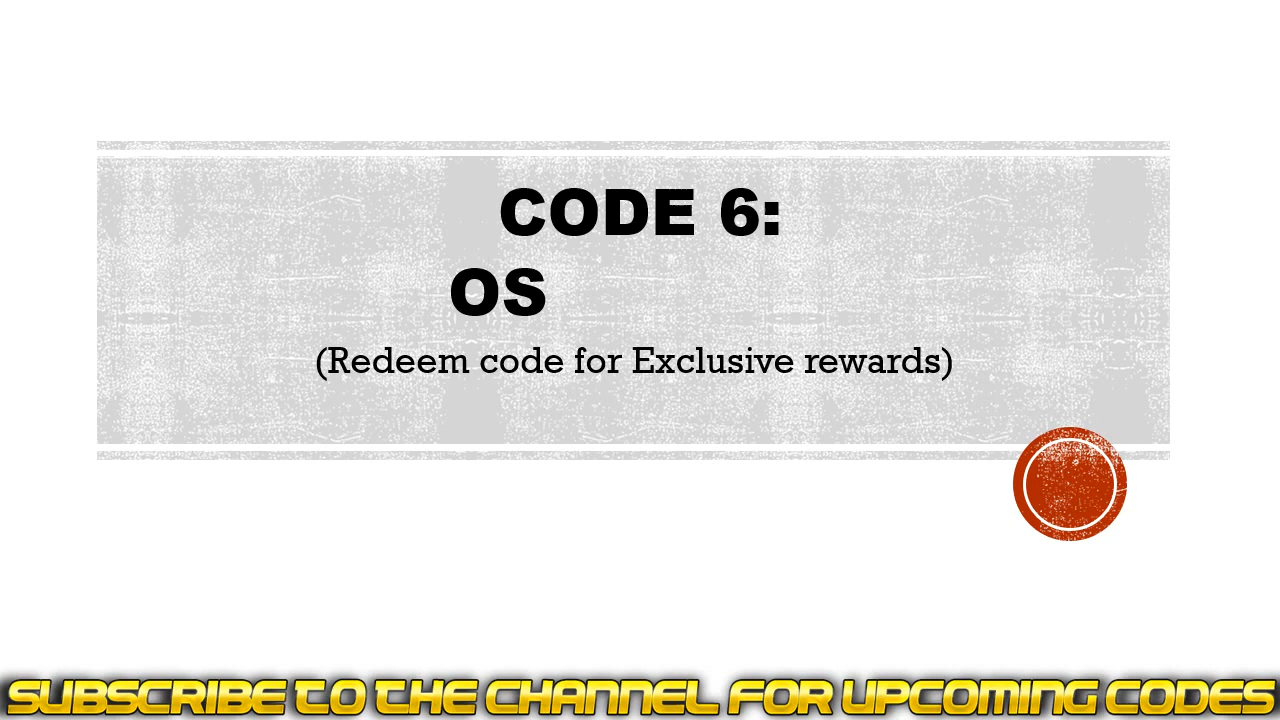 CODE 6:
OS
(Redeem code for Exclusive rewards)
SUBSCRIBE TO THE CHANNEL FOR UPCOMING CODES